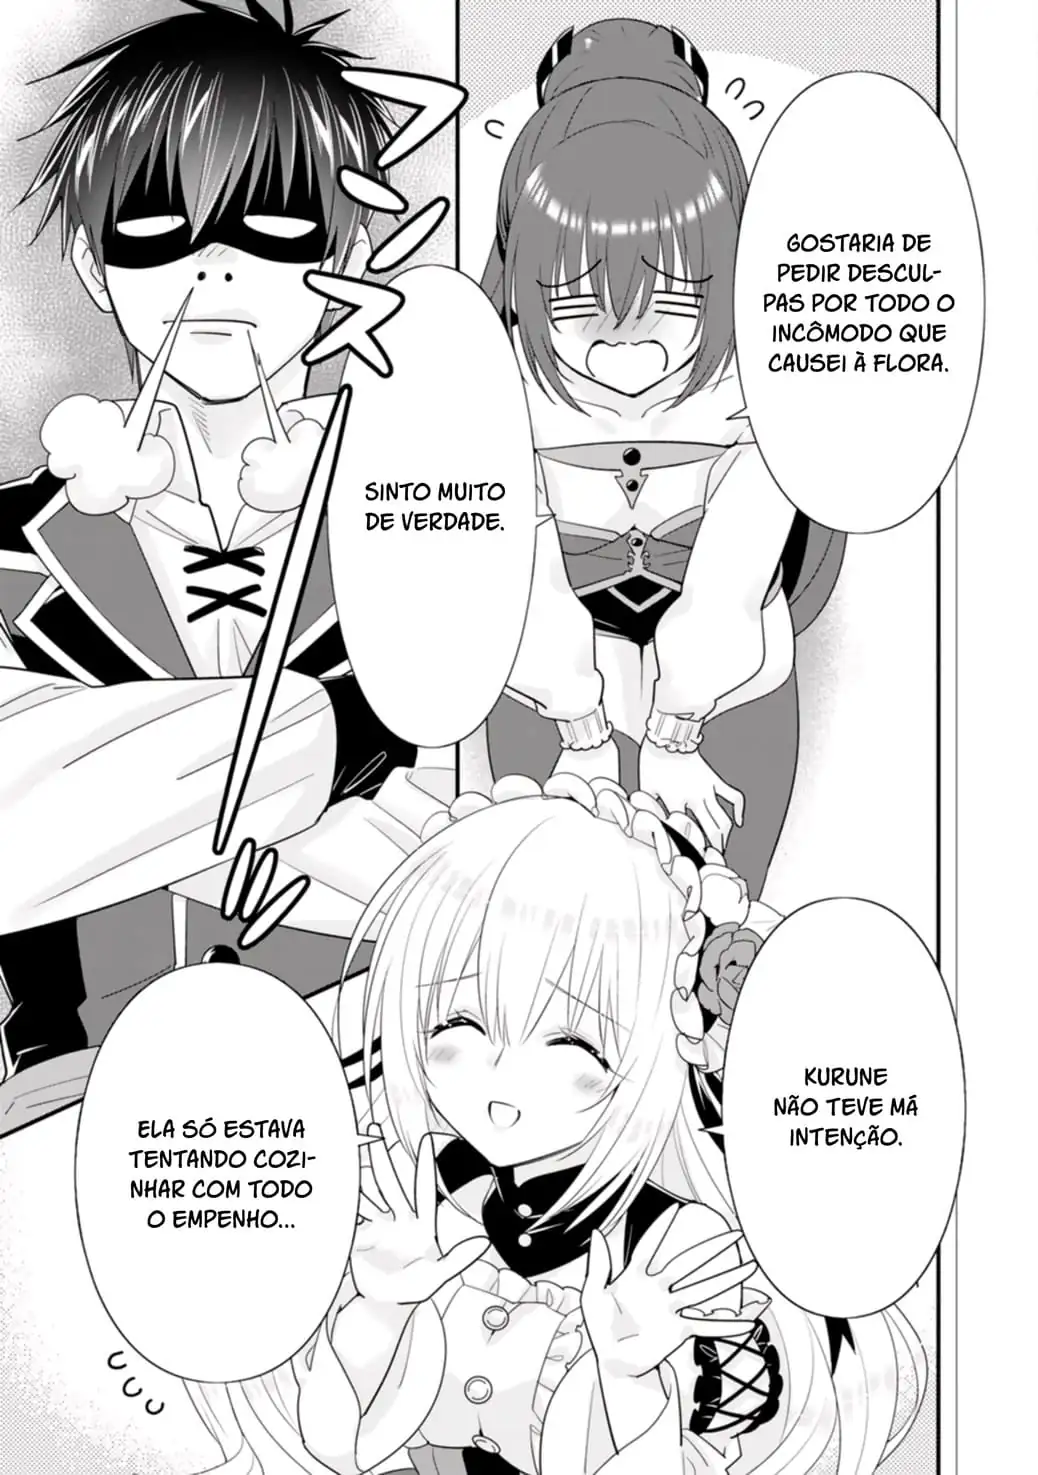 GOSTARIA DE
PEDIR DESCUL-
PAS POR TODO O
INCÔMODO QUE
CAUSEI À FLORA.
SINTO MUITO
DE VERDADE.
KURUNE
NÃO TEVE MÁ
INTENÇÃO.
ELA SÓ ESTAVA
TENTANDO COZI-
NHAR COM TODO
O EMPENHO...